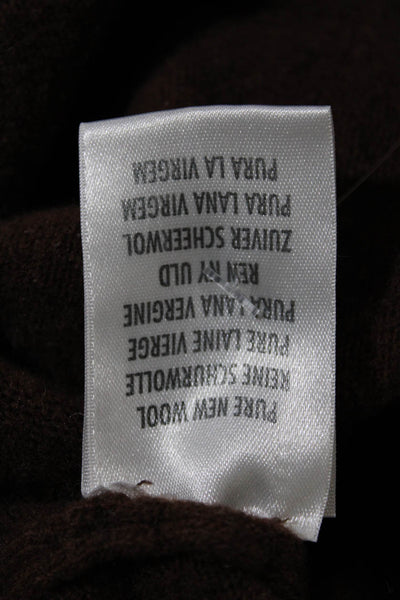 PURE NEW WOOL
REINE SCHURWOLLE
PURE LAINE VIERGE
PURA LANA VERGINE
REN NY ULD
ZUIVER SCHEERWOL
PURA LANA VIRGEM
PURA LA VIRGEM